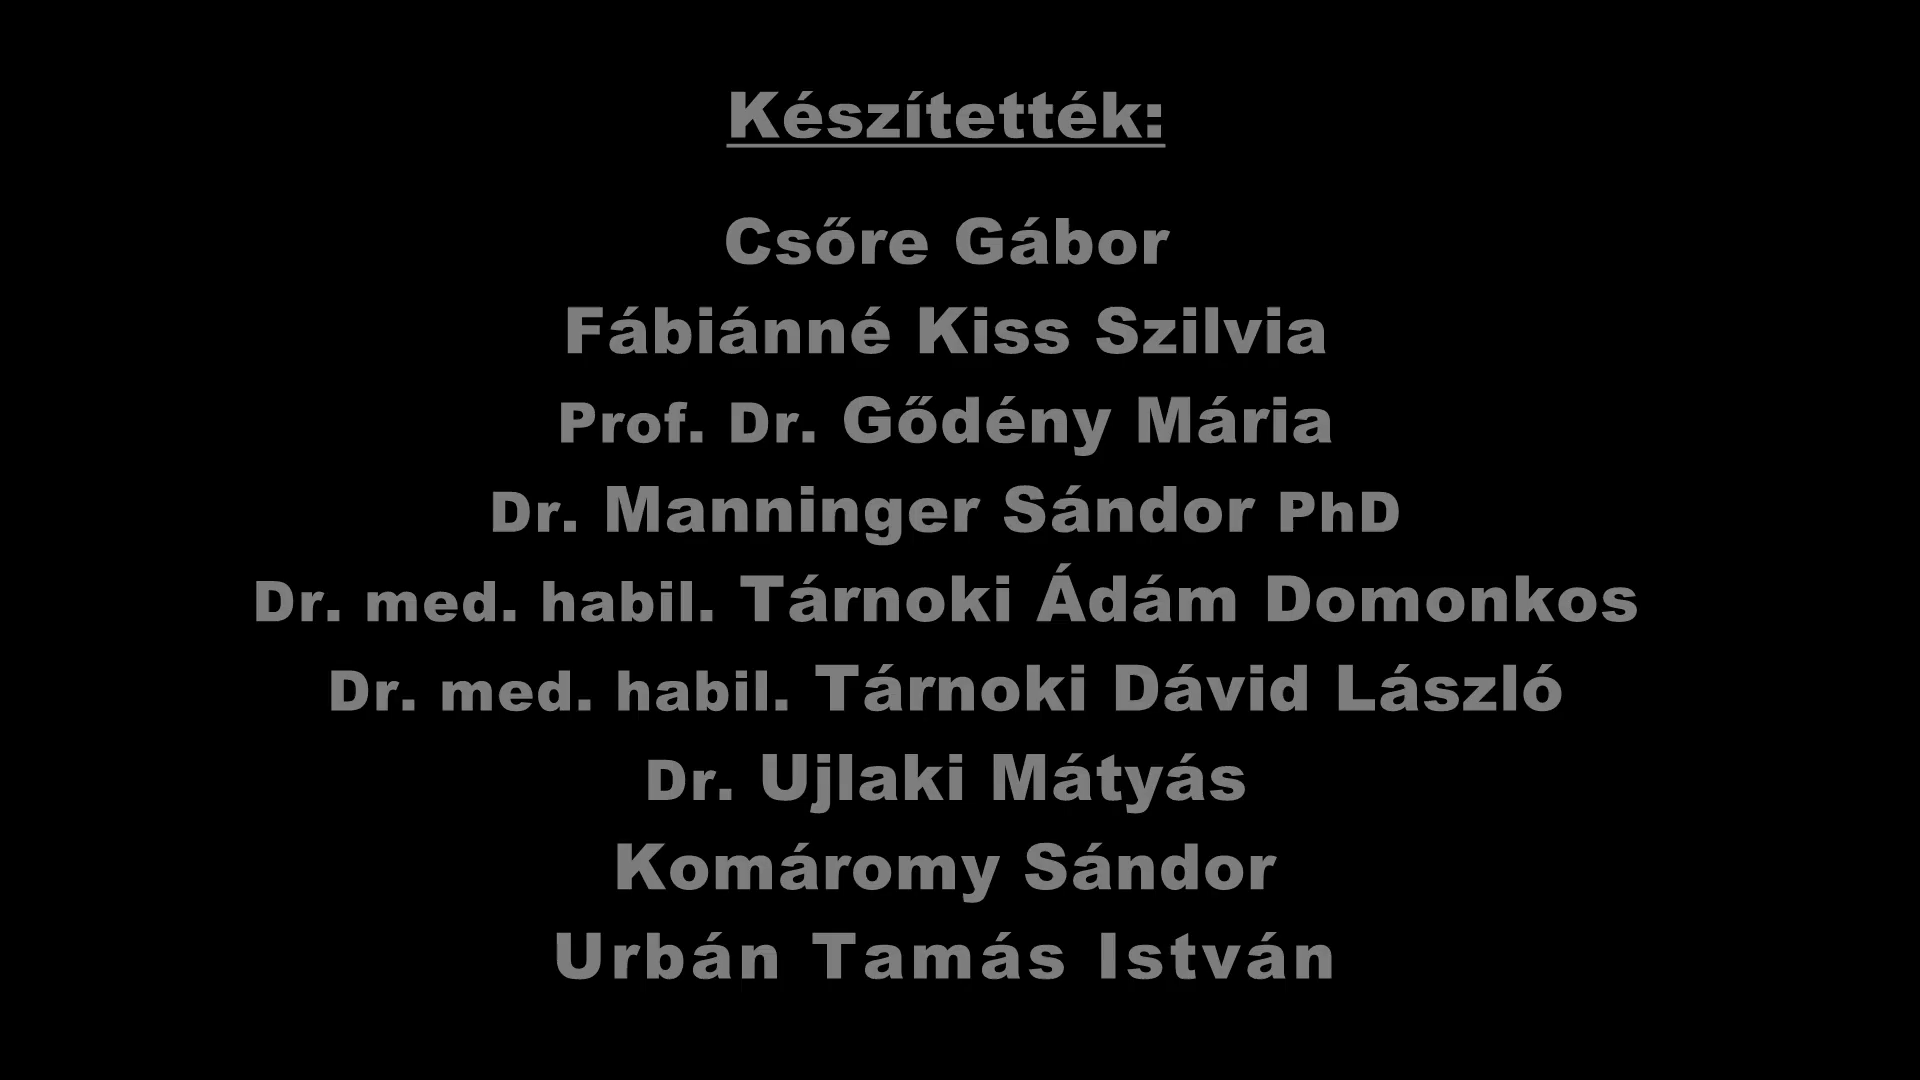 Készítették:
Csőre Gábor
Fábiánné Kiss Szilvia
Prof. Dr. Gődény Mária
Dr. Manninger Sándor PhD
Dr. med. habil. Tárnoki Ádám Domonkos
Dr. med. habil. Tárnoki Dávid László
Dr. Ujlaki Mátyás
Komáromy Sándor
Urbán Tamás István